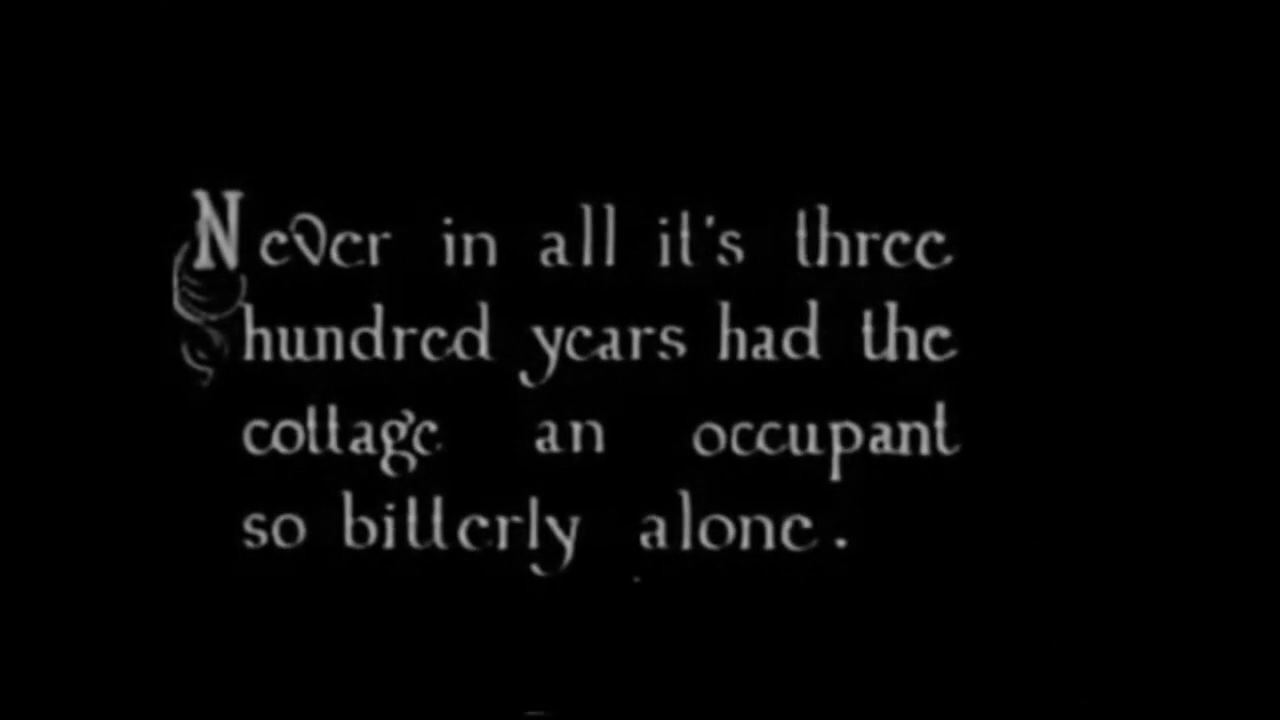 Never in all it's three
hundred years had the
cottage an occupant
so bitterly alone.